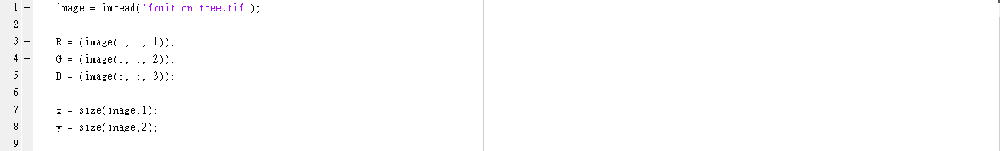 1 – image = imread('fruit on tree.tif');
2
3 – R = (image(:, :, 1));
4 – G = (image(:, :, 2));
5 – B = (image(:, :, 3));
6
7 – x = size(image,1);
8 – y = size(image,2);
9